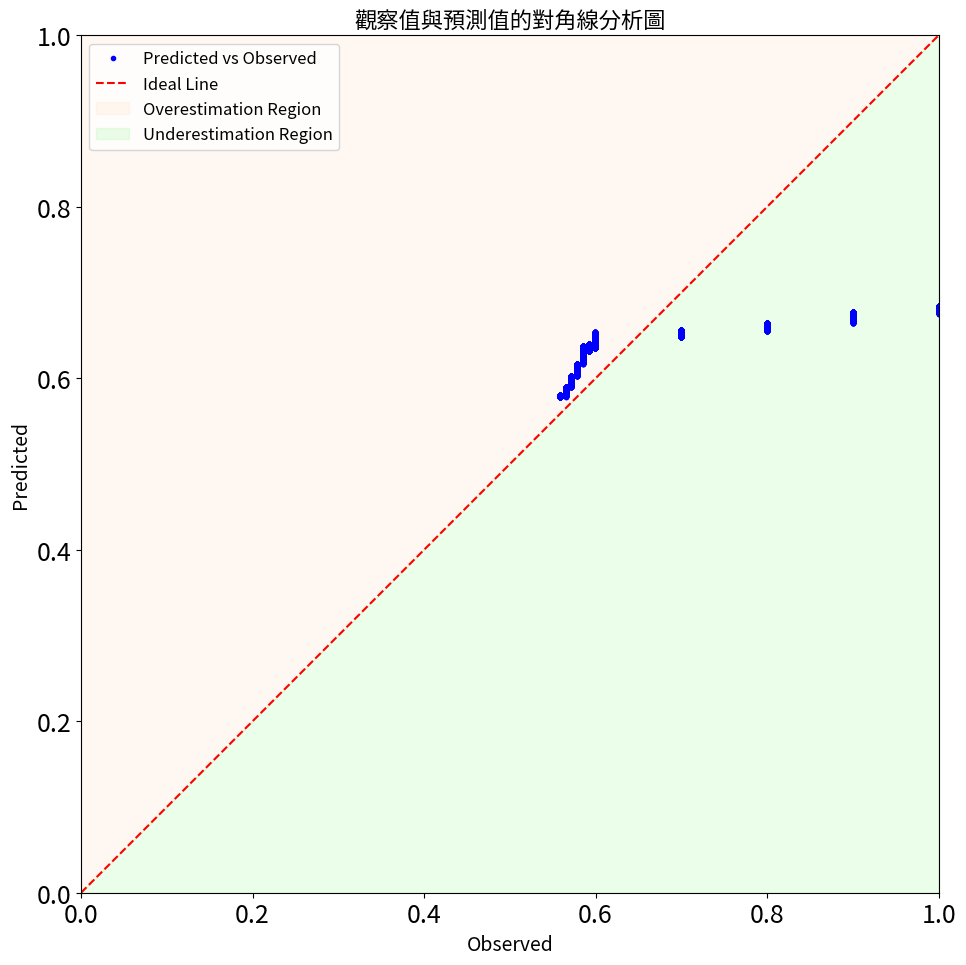 觀察值與預測值的對角線分析圖
Predicted vs Observed
Ideal Line
Overestimation Region
Underestimation Region
1.0
0.8
0.6
0.4
0.2
0.0
Predicted
0.0 0.2 0.4 0.6 0.8 1.0
Observed